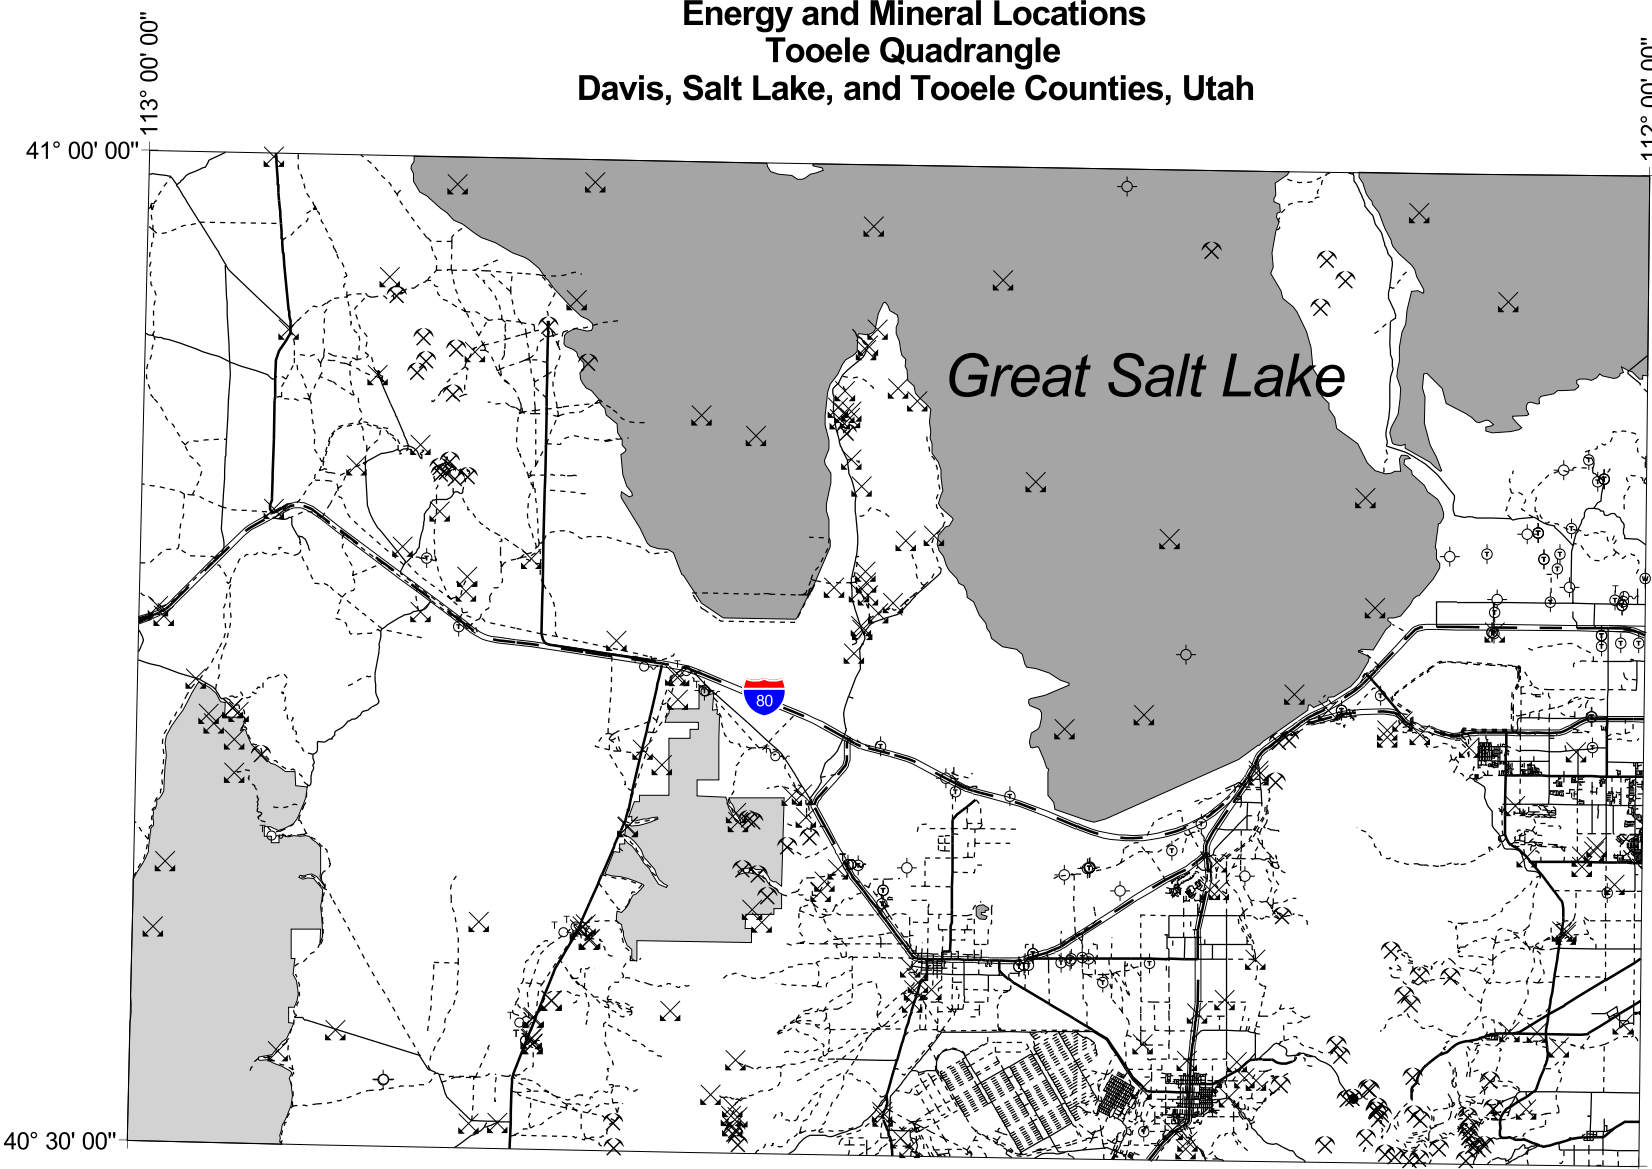 Energy and Mineral Locations
Tooele Quadrangle
Davis, Salt Lake, and Tooele Counties, Utah
113° 00' 00"
112° 00' 00"
41° 00' 00"
Great Salt Lake
80
40° 30' 00"